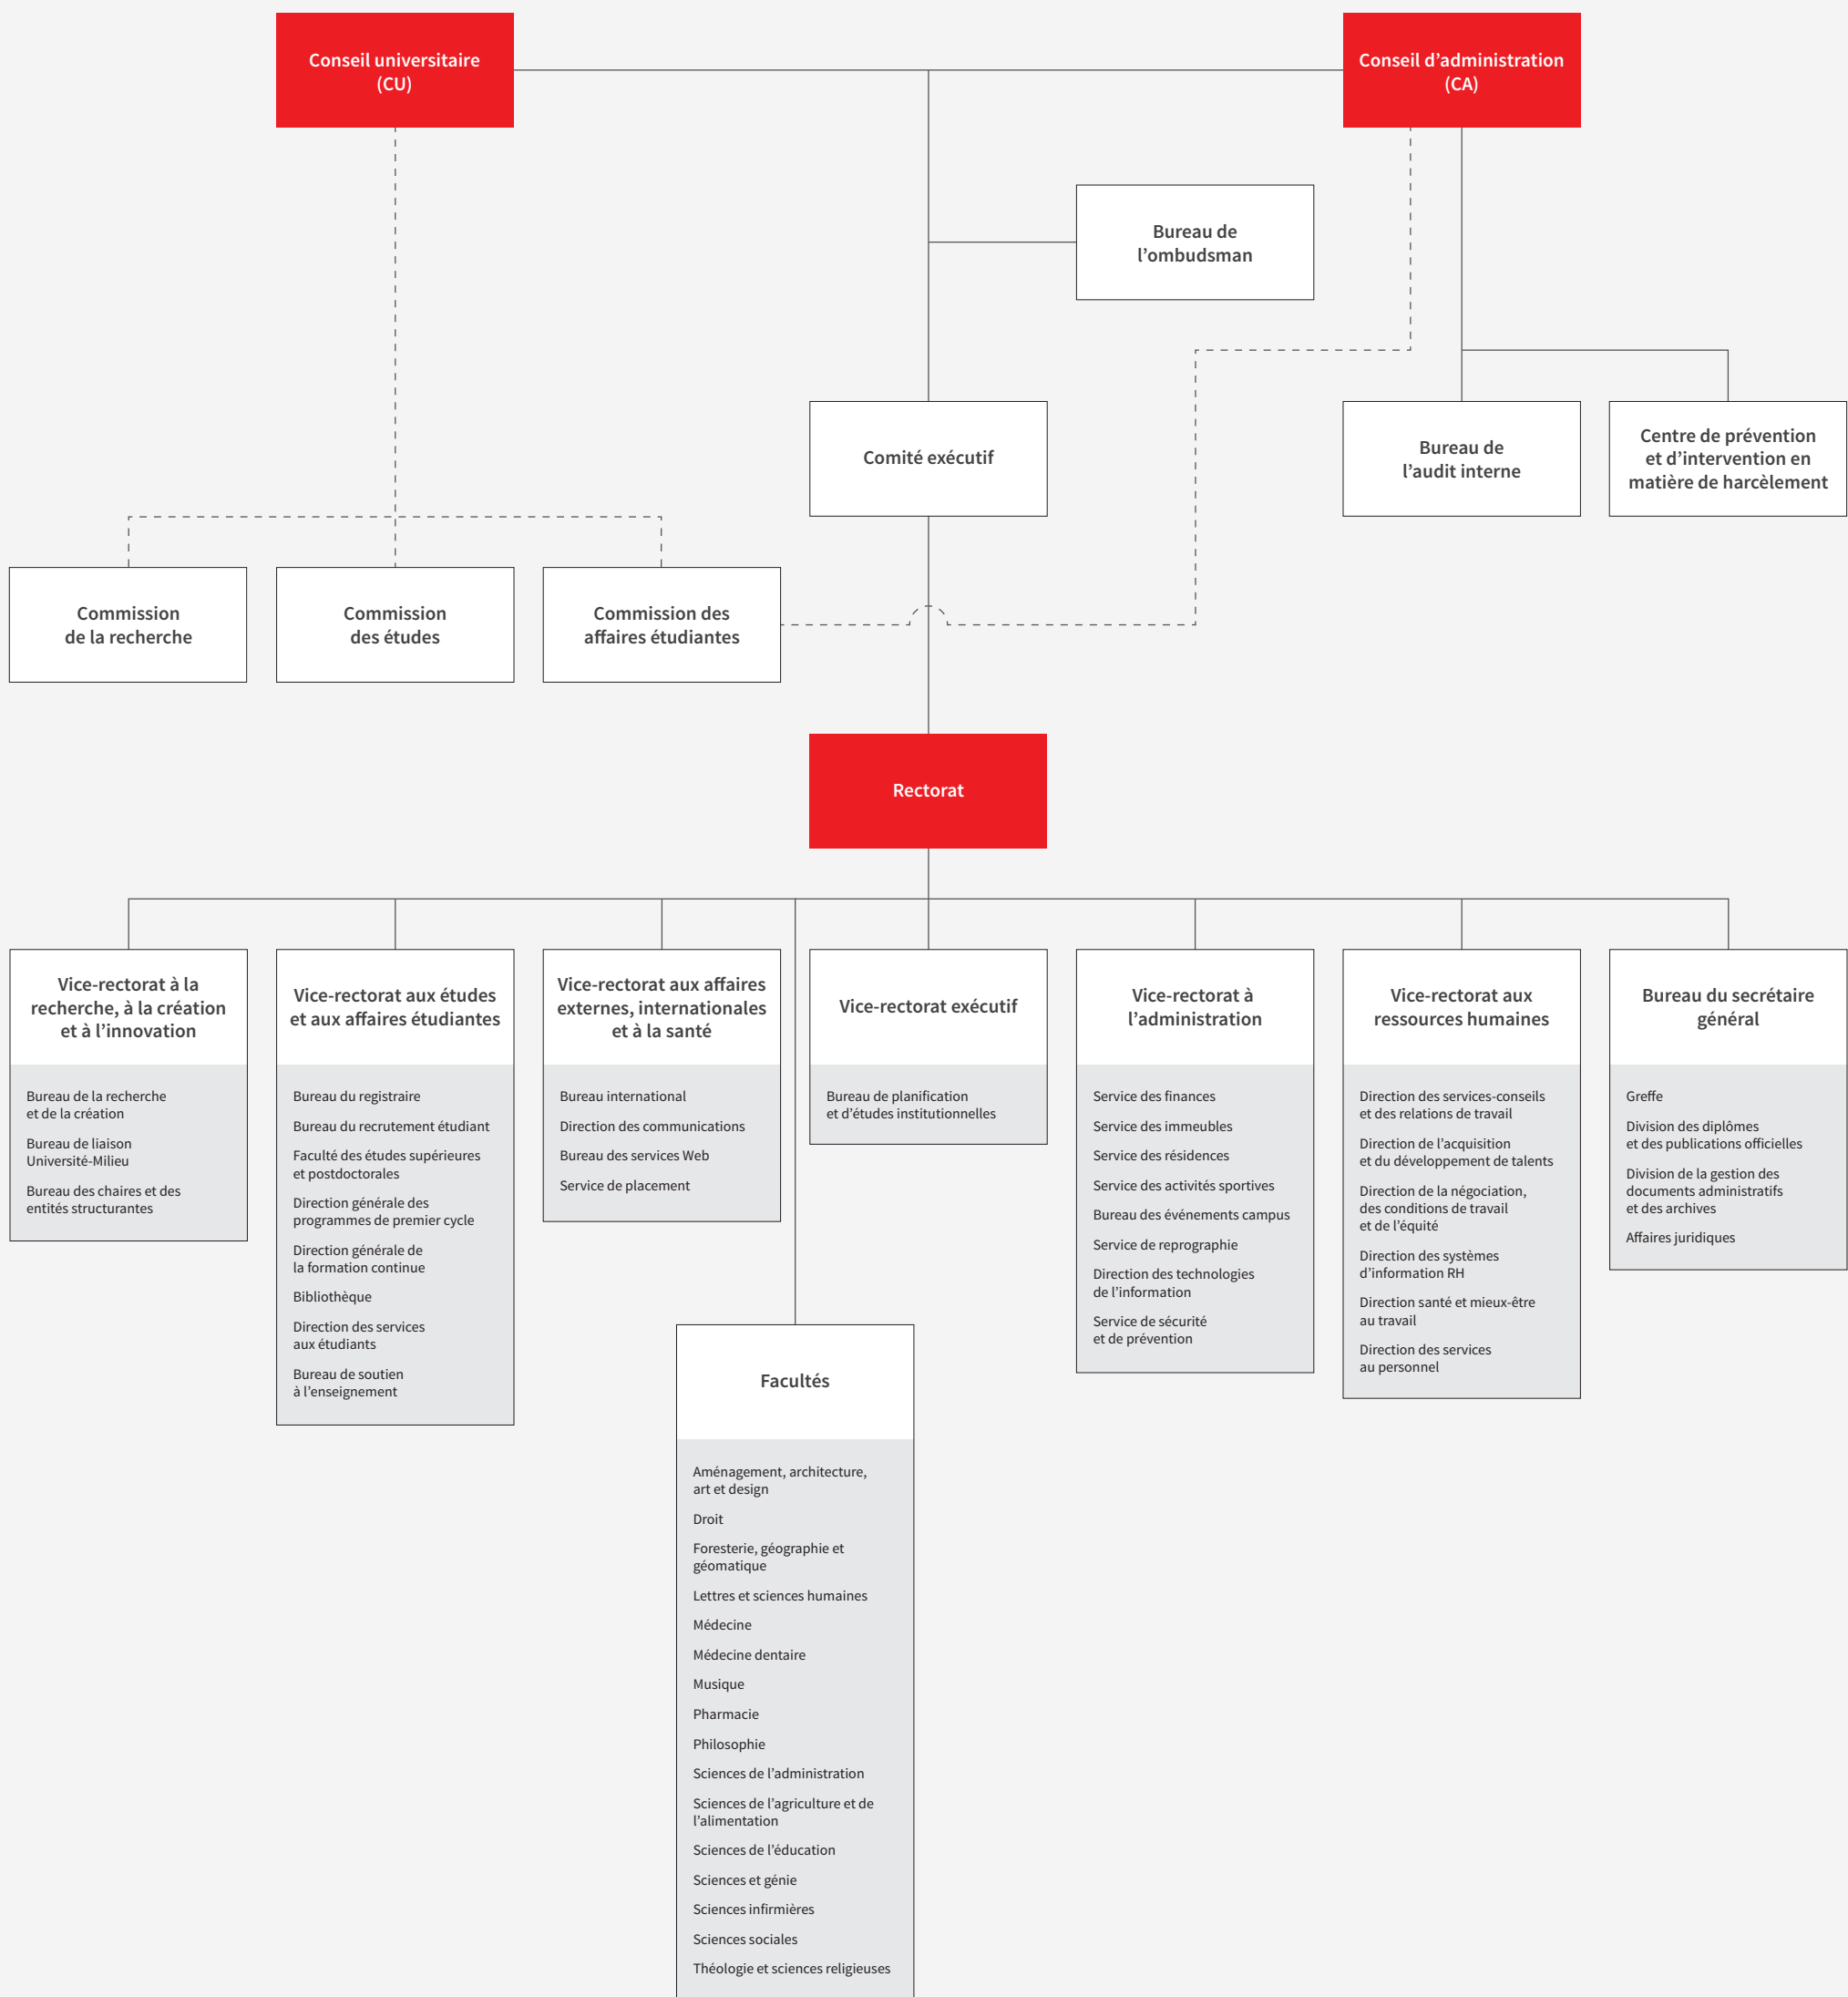 Conseil universitaire
(CU)
Conseil d’administration
(CA)
Bureau de
l’ombudsman
Comité exécutif
Bureau de
l’audit interne
Centre de prévention
et d’intervention en
matière de harcèlement
Commission
de la recherche
Commission
des études
Commission des
affaires étudiantes
Rectorat
Vice-rectorat à la
recherche, à la création
et à l’innovation
Bureau de la recherche
et de la création
Bureau de liaison
Université-Milieu
Bureau des chaires et des
entités structurantes
Vice-rectorat aux études
et aux affaires étudiantes
Bureau du registraire
Bureau du recrutement étudiant
Faculté des études supérieures
et postdoctorales
Direction générale des
programmes de premier cycle
Direction générale de
la formation continue
Bibliothèque
Direction des services
aux étudiants
Bureau de soutien
à l’enseignement
Vice-rectorat aux affaires
externes, internationales
et à la santé
Bureau international
Direction des communications
Bureau des services Web
Service de placement
Vice-rectorat exécutif
Bureau de planification
et d’études institutionnelles
Vice-rectorat à
l’administration
Service des finances
Service des immeubles
Service des résidences
Service des activités sportives
Bureau des événements campus
Service de reprographie
Direction des technologies
de l’information
Service de sécurité
et de prévention
Vice-rectorat aux
ressources humaines
Direction des services-conseils
et des relations de travail
Direction de l’acquisition
et du développement de talents
Direction de la négociation,
des conditions de travail
et de l’équité
Direction des systèmes
d’information RH
Direction santé et mieux-être
au travail
Direction des services
au personnel
Bureau du secrétaire
général
Greffe
Division des diplômes
et des publications officielles
Division de la gestion des
documents administratifs
et des archives
Affaires juridiques
Facultés
Aménagement, architecture,
art et design
Droit
Foresterie, géographie et
géomatique
Lettres et sciences humaines
Médecine
Médecine dentaire
Musique
Pharmacie
Philosophie
Sciences de l’administration
Sciences de l’agriculture et de
l’alimentation
Sciences de l’éducation
Sciences et génie
Sciences infirmières
Sciences sociales
Théologie et sciences religieuses